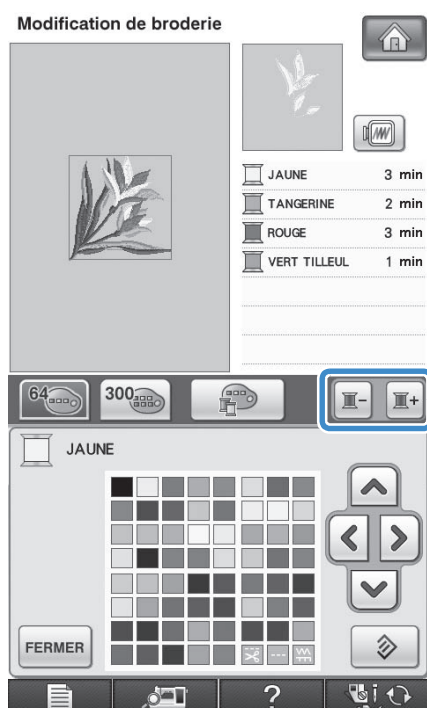 Modification de broderie
JAUNE 3 min
TANGERINE 2 min
ROUGE 3 min
VERT TILLEUL 1 min
64 300 - +
JAUNE
FERMER
? i